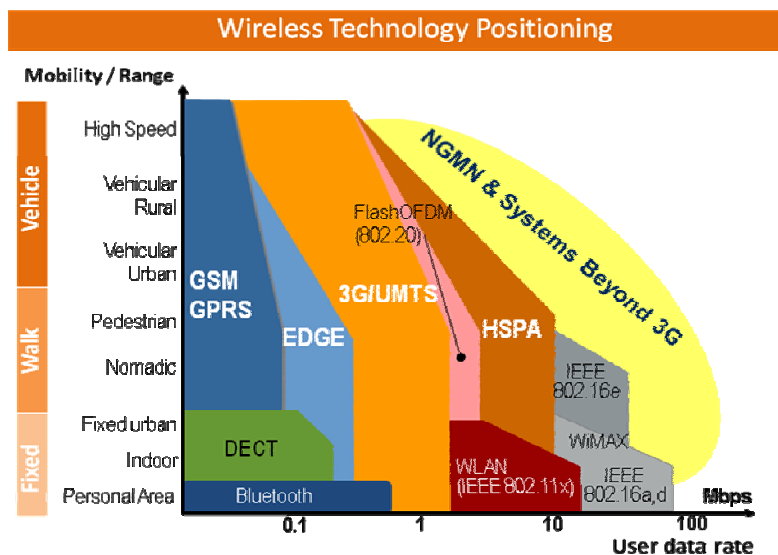 Wireless Technology Positioning
Mobility / Range
Vehicle
Walk
Fixed
High Speed
Vehicular
Rural
Vehicular
Urban
Pedestrian
Nomadic
Fixed urban
Indoor
Personal Area
GSM
GPRS
EDGE
3G/UMTS
FlashOFDM
(802.20)
HSPA
NGMN & Systems Beyond 3G
IEEE
802.16e
WiMAX
IEEE
802.16a,d
WLAN
(IEEE 802.11x)
DECT
Bluetooth
Mbps
0.1
1
10
100
User data rate